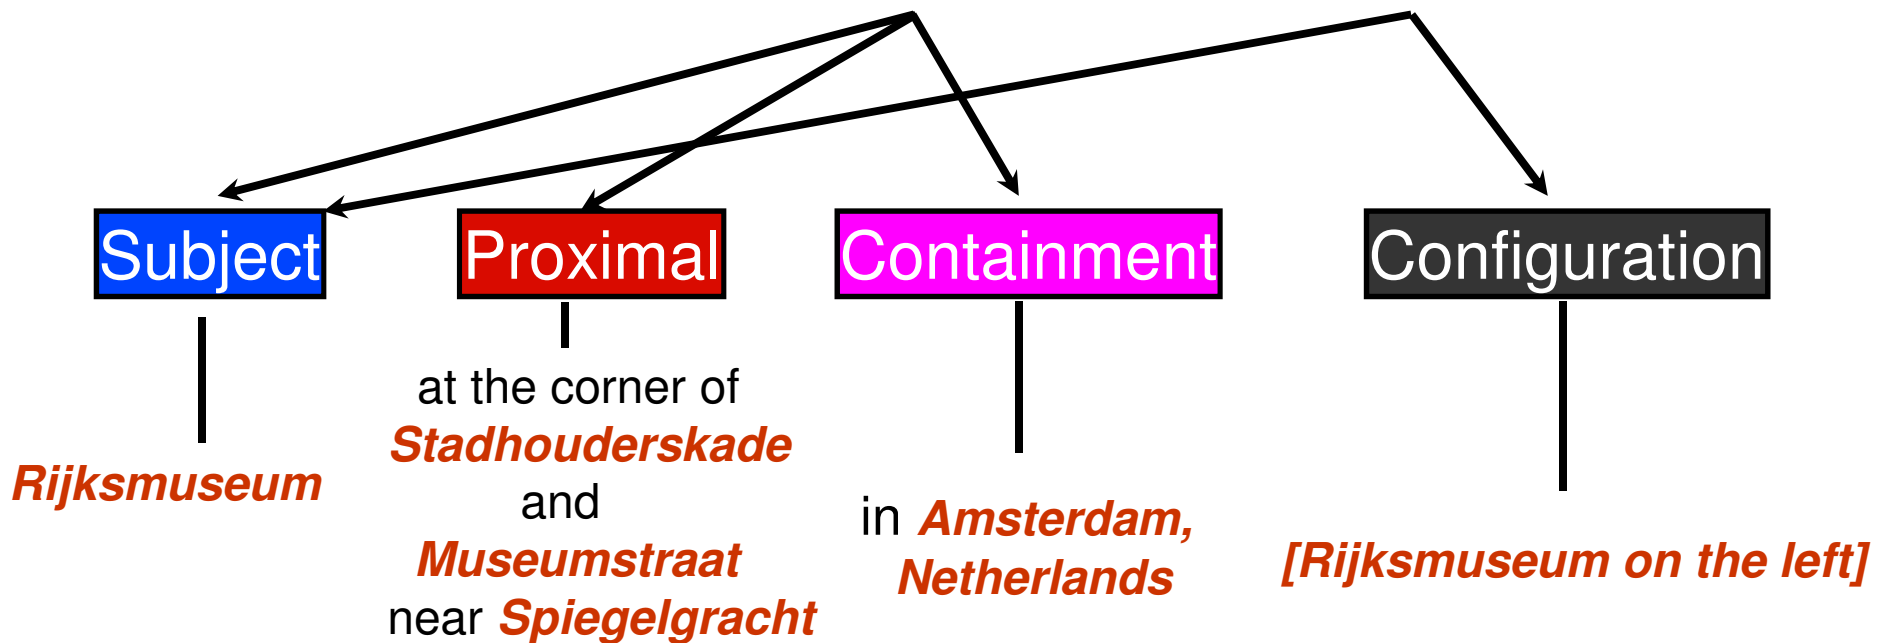 Subject Proximal Containment Configuration
Rijksmuseum
at the corner of
Stadhouderskade
and
Museumstraat
near Spiegelgracht
in Amsterdam,
Netherlands
[Rijksmuseum on the left]